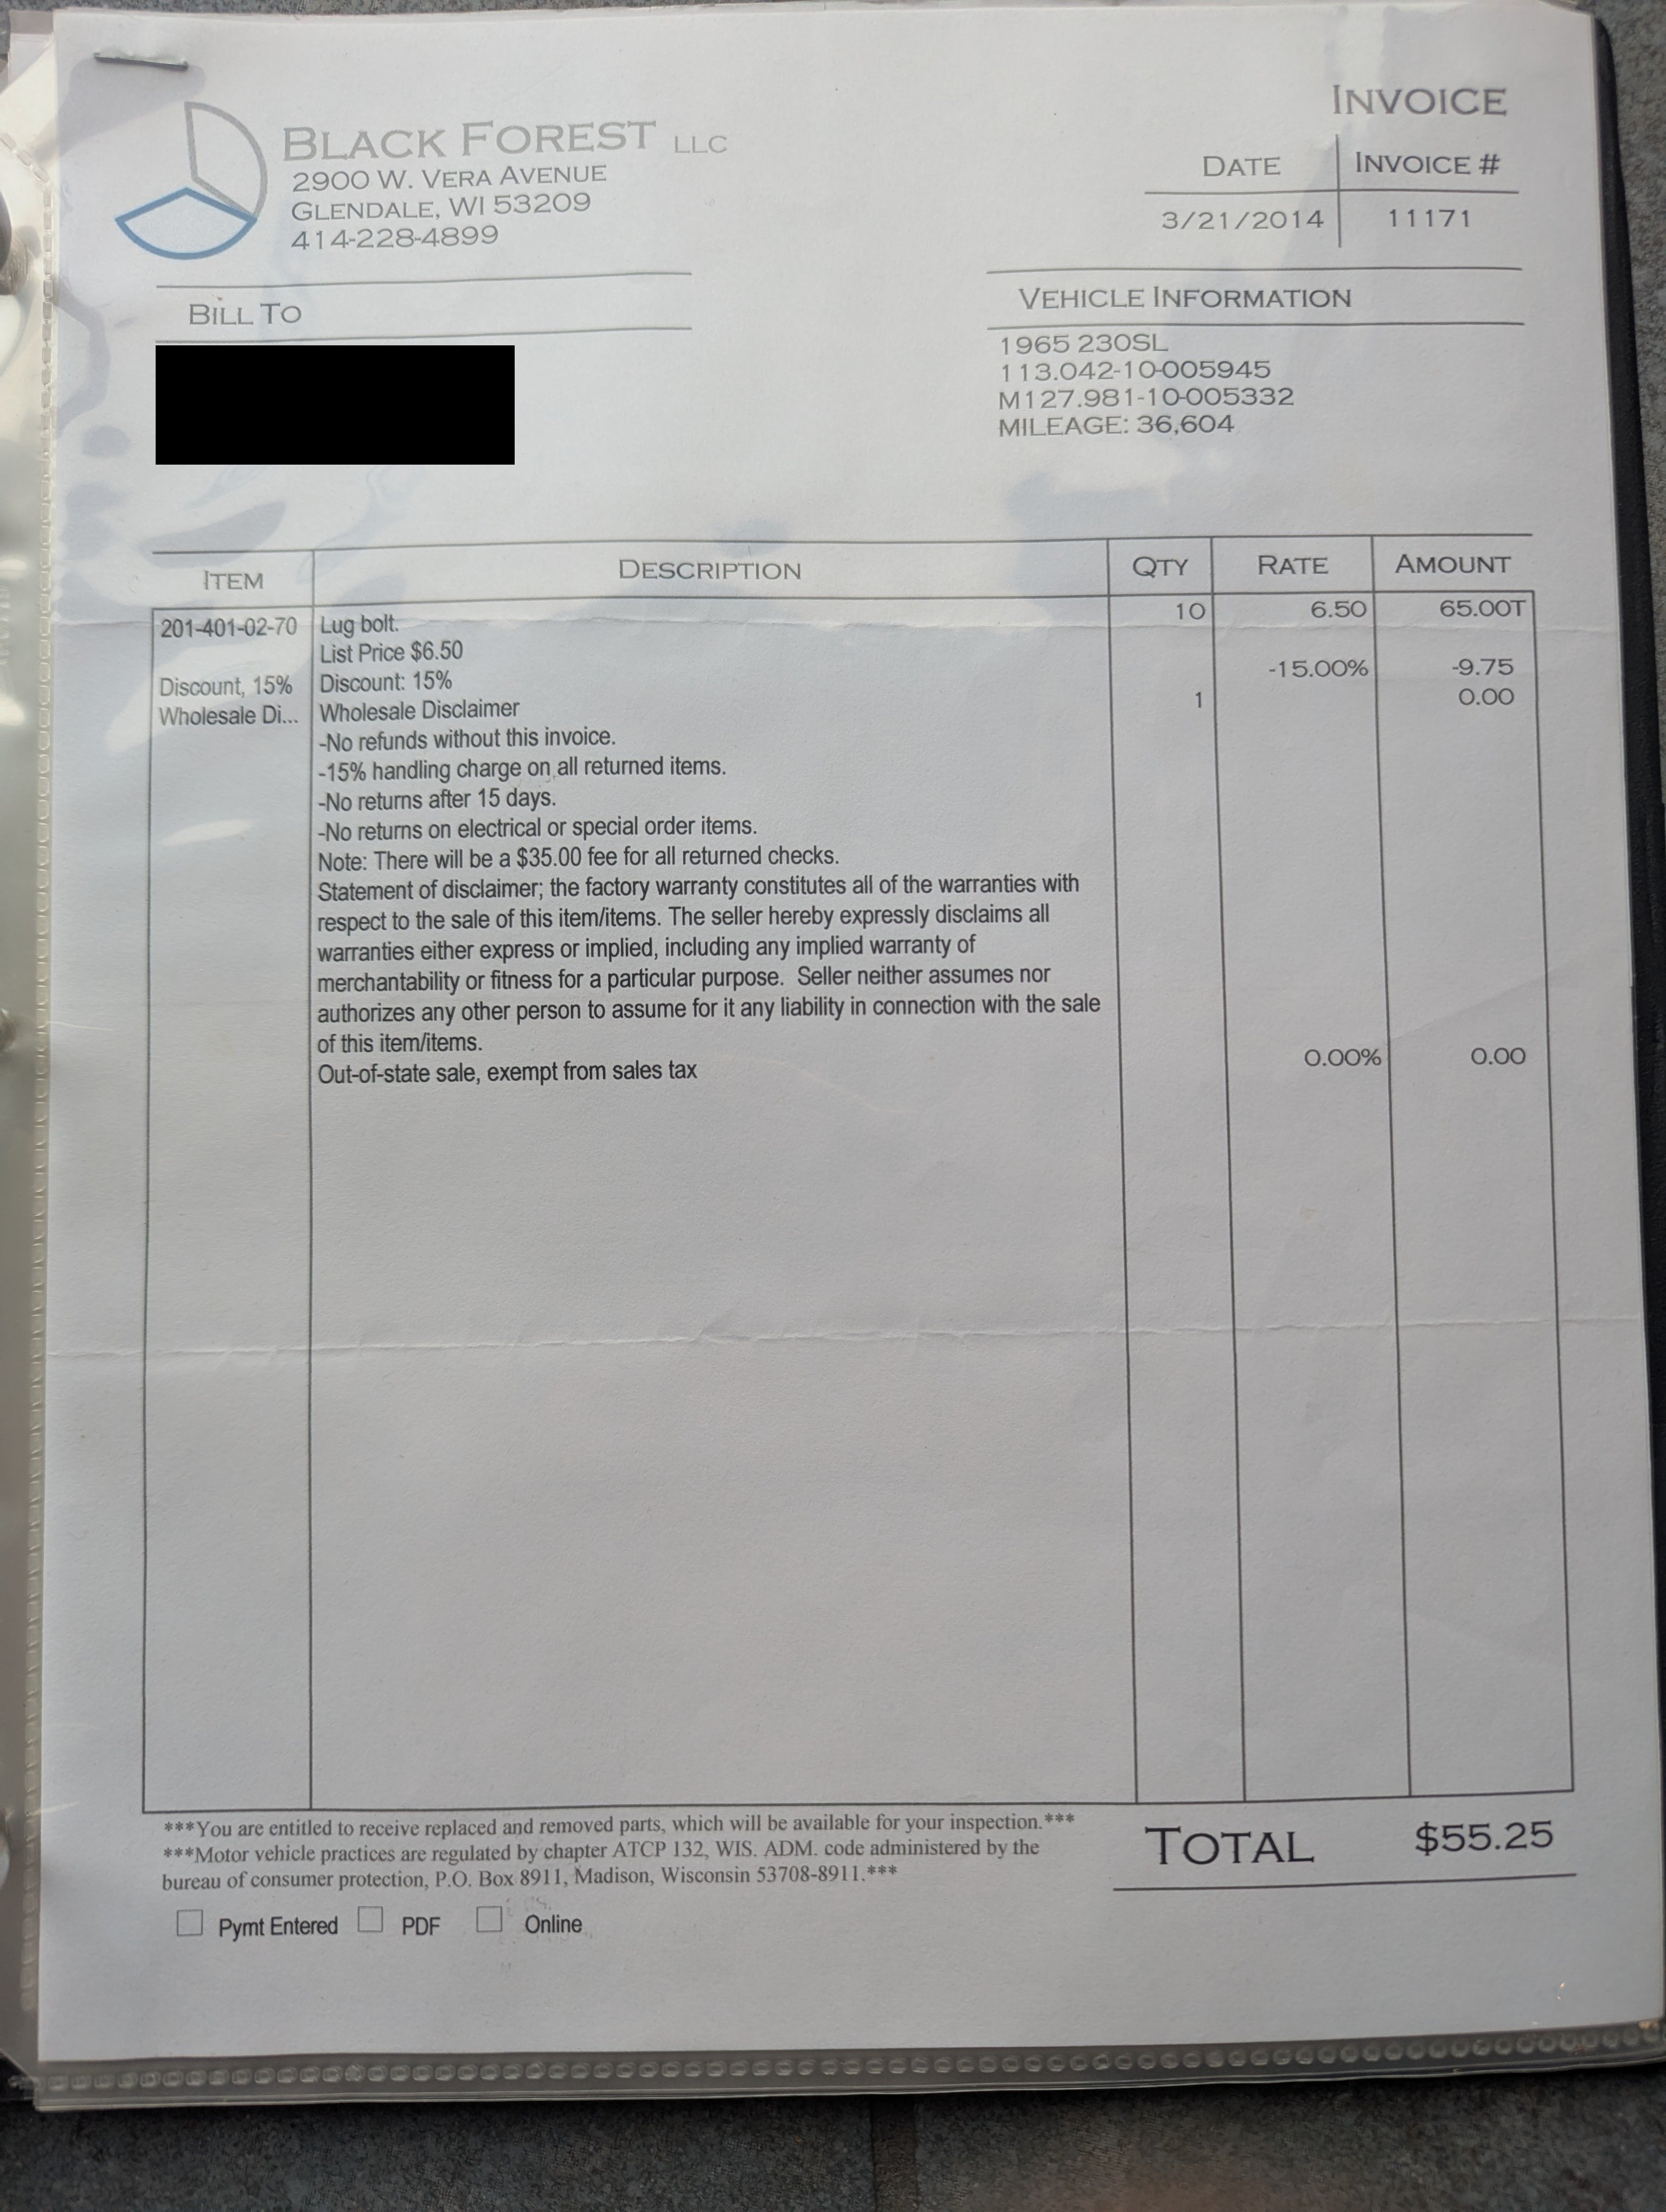 INVOICE
BLACK FOREST LLC
2900 W. VERA AVENUE
GLENDALE, WI 53209
414-228-4899
DATE INVOICE #
3/21/2014 11171
BILL TO
VEHICLE INFORMATION
1965 230SL
113.042-10-005945
M127.981-10-005332
MILEAGE: 36,604
ITEM DESCRIPTION QTY RATE AMOUNT
201-401-02-70 Lug bolt. 10 6.50 65.00T
List Price $6.50
Discount, 15% Discount: 15% -15.00% -9.75
Wholesale Di... Wholesale Disclaimer 1 0.00
-No refunds without this invoice.
-15% handling charge on all returned items.
-No returns after 15 days.
-No returns on electrical or special order items.
Note: There will be a $35.00 fee for all returned checks.
Statement of disclaimer; the factory warranty constitutes all of the warranties with
respect to the sale of this item/items. The seller hereby expressly disclaims all
warranties either express or implied, including any implied warranty of
merchantability or fitness for a particular purpose. Seller neither assumes nor
authorizes any other person to assume for it any liability in connection with the sale
of this item/items.
Out-of-state sale, exempt from sales tax 0.00% 0.00
***You are entitled to receive replaced and removed parts, which will be available for your inspection.***
***Motor vehicle practices are regulated by chapter ATCP 132, WIS. ADM. code administered by the
bureau of consumer protection, P.O. Box 8911, Madison, Wisconsin 53708-8911.***
TOTAL $55.25
Pymt Entered PDF Online